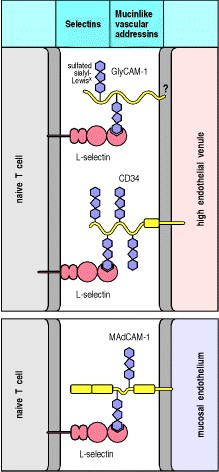 Selectins
Mucinlike
vascular
addressins
sulfated
sialyl-
Lewisˣ
GlyCAM-1
?
L-selectin
CD34
L-selectin
naive T cell
high endothelial venule
MAdCAM-1
L-selectin
naive T cell
mucosal endothelium